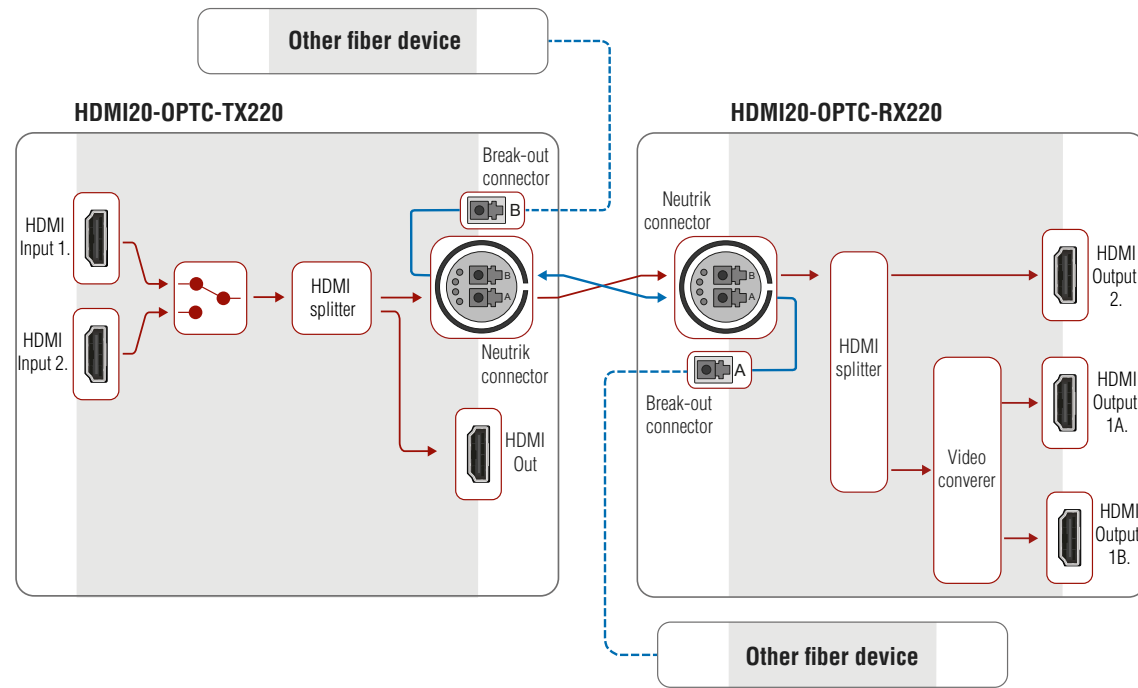 Other fiber device
HDMI20-OPTC-TX220
HDMI20-OPTC-RX220
HDMI
Input 1.
HDMI
Input 2.
HDMI
splitter
Break-out
connector
B
B
A
Neutrik
connector
HDMI
Out
Neutrik
connector
B
A
A
Break-out
connector
HDMI
splitter
Video
converer
HDMI
Output
2.
HDMI
Output
1A.
HDMI
Output
1B.
Other fiber device